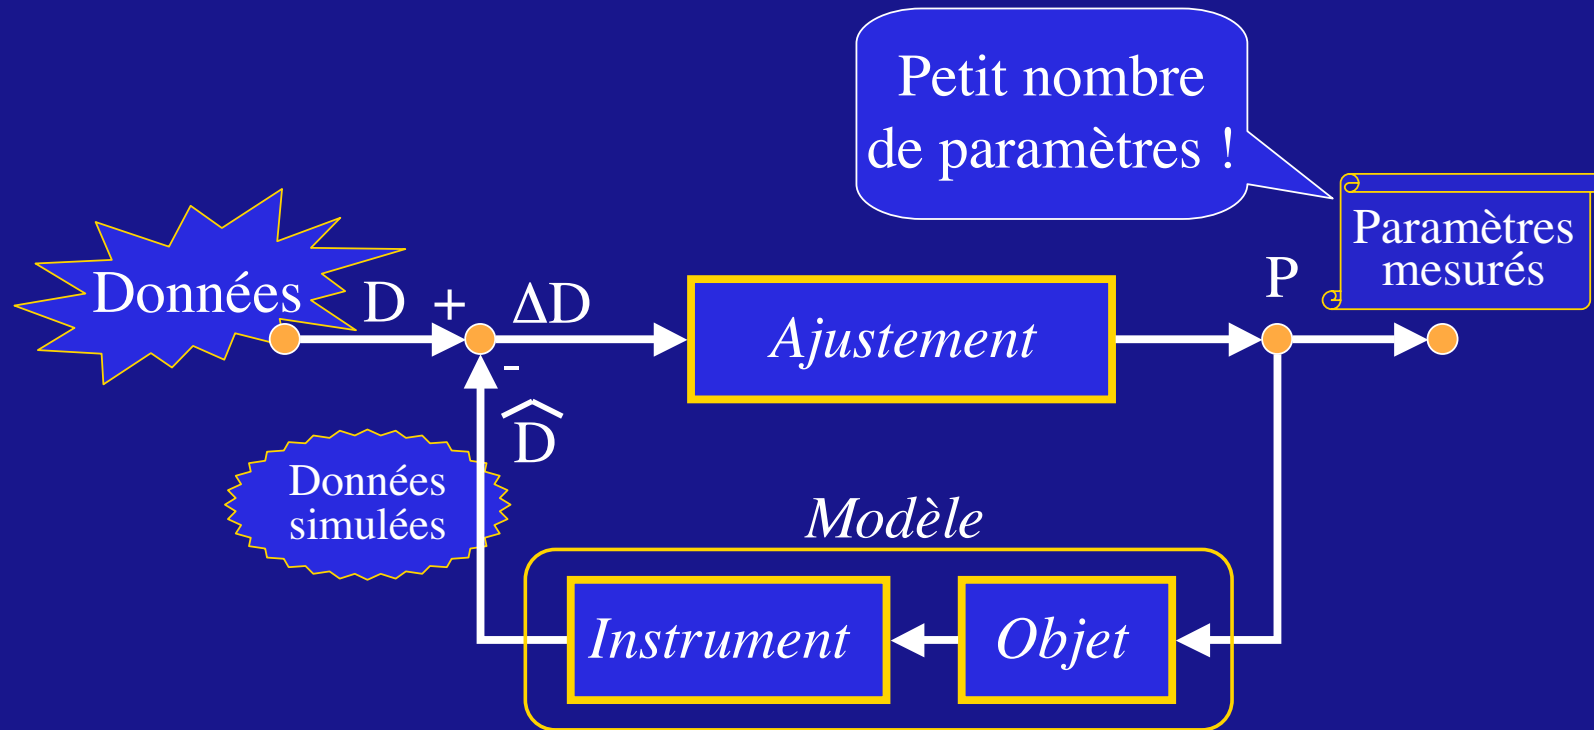 Petit nombre
de paramètres !
Paramètres
mesurés
Données
D
+
ΔD
Ajustement
P
-
D̂
Données
simulées
Modèle
Instrument
Objet